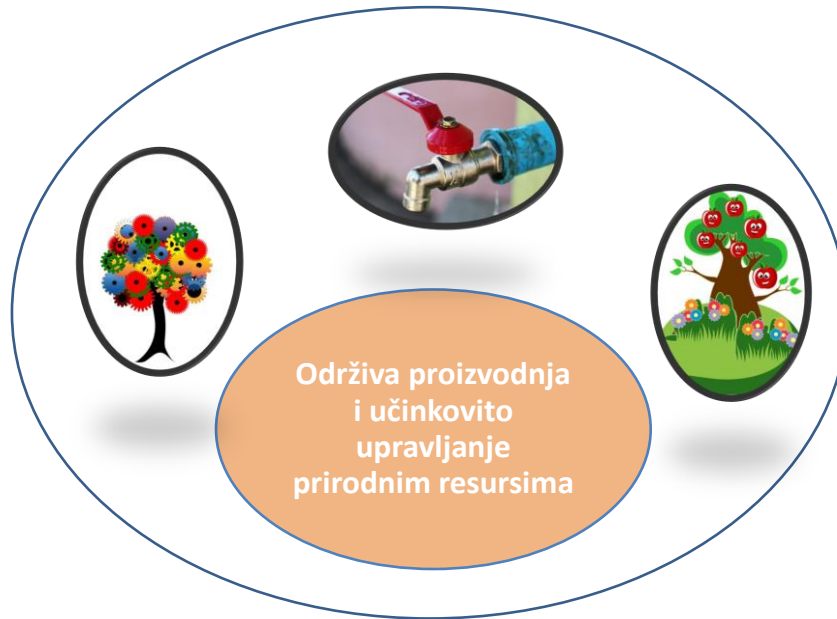 Održiva proizvodnja
i učinkovito
upravljanje
prirodnim resursima